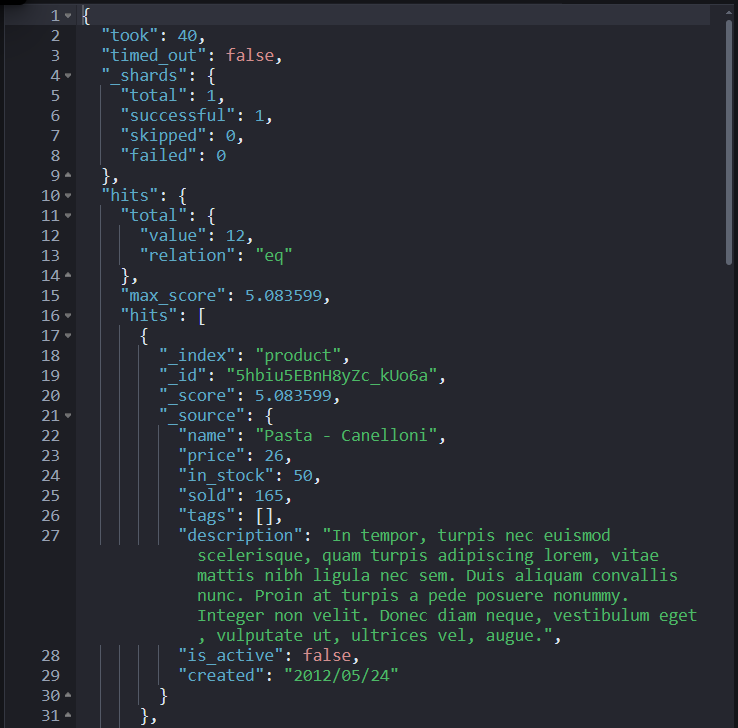 1 {
2 "took": 40,
3 "timed_out": false,
4 "_shards": {
5 "total": 1,
6 "successful": 1,
7 "skipped": 0,
8 "failed": 0
9 },
10 "hits": {
11 "total": {
12 "value": 12,
13 "relation": "eq"
14 },
15 "max_score": 5.083599,
16 "hits": [
17 {
18 "_index": "product",
19 "_id": "5hbiu5EBnH8yZc_kUo6a",
20 "_score": 5.083599,
21 "_source": {
22 "name": "Pasta - Canelloni",
23 "price": 26,
24 "in_stock": 50,
25 "sold": 165,
26 "tags": [],
27 "description": "In tempor, turpis nec euismod
scelerisque, quam turpis adipiscing lorem, vitae
mattis nibh ligula nec sem. Duis aliquam convallis
nunc. Proin at turpis a pede posuere nonummy.
Integer non velit. Donec diam neque, vestibulum eget
, vulputate ut, ultrices vel, augue.",
28 "is_active": false,
29 "created": "2012/05/24"
30 }
31 },